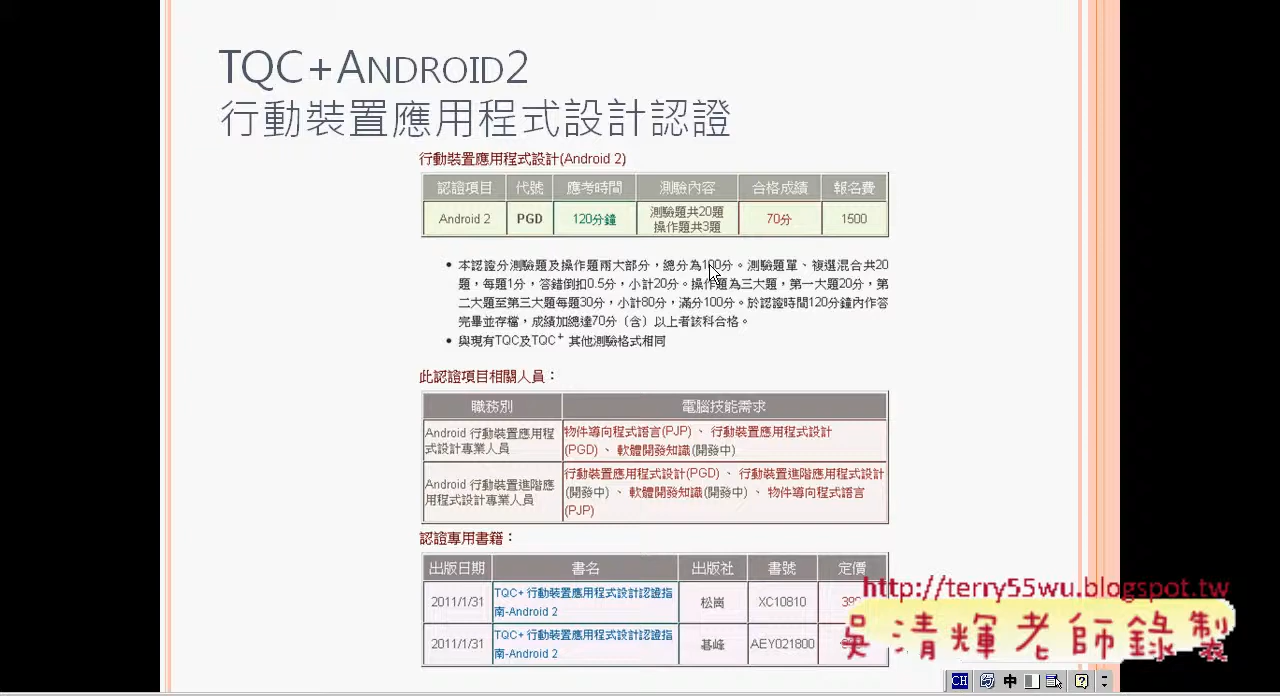 TQC+ANDROID2
行動裝置應用程式設計認證
行動裝置應用程式設計(Android 2)
認證項目 代號 應考時間 測驗內容 合格成績 報名費
Android 2 PGD 120分鐘 測驗題共20題 操作題共3題 70分 1500
• 本認證分測驗題及操作題兩大部分，總分為100分。測驗題單、複選混合共20
題，每題1分，答錯倒扣0.5分，小計20分。操作題為三大題，第一大題20分，第
二大題至第三大題每題30分，小計80分，滿分100分。於認證時間120分鐘內作答
完畢並存檔，成績加總達70分（含）以上者該科合格。
• 與現有TQC及TQC+ 其他測驗格式相同
此認證項目相關人員：
職務別 電腦技能需求
Android 行動裝置應用程
式設計專業人員
物件導向程式語言(PJP) 、 行動裝置應用程式設計
(PGD) 、 軟體開發知識(開發中)
Android 行動裝置進階應
用程式設計專業人員
行動裝置應用程式設計(PGD) 、 行動裝置進階應用程式設計
(開發中) 、 軟體開發知識(開發中) 、 物件導向程式語言
(PJP)
認證專用書籍：
出版日期 書名 出版社 書號 定價
2011/1/31 TQC+ 行動裝置應用程式設計認證指
南-Android 2 松崗 XC10810
2011/1/31 TQC+ 行動裝置應用程式設計認證指
南-Android 2 碁峰 AEY021800
http://terry55wu.blogspot.tw
吳清輝老師錄製
CH 中